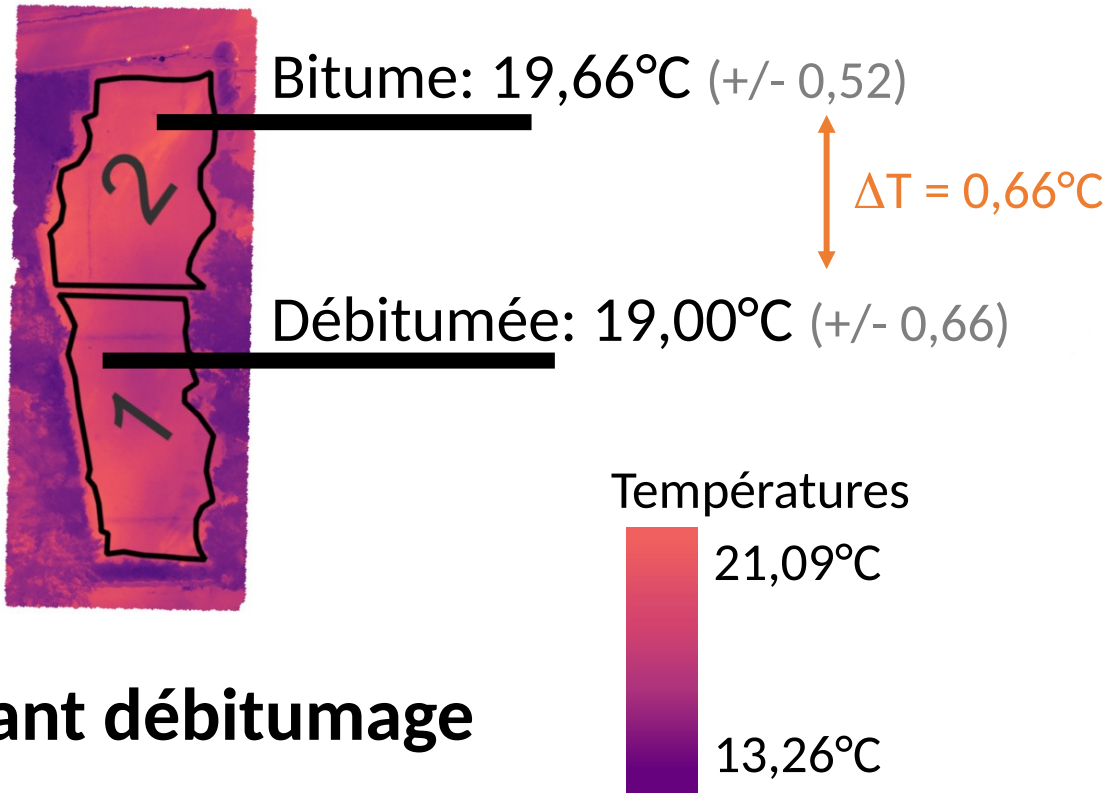 Bitume: 19,66°C (+/- 0,52)
2
ΔT = 0,66°C
Débitumée: 19,00°C (+/- 0,66)
1
Températures
21,09°C
13,26°C
ant débitumage